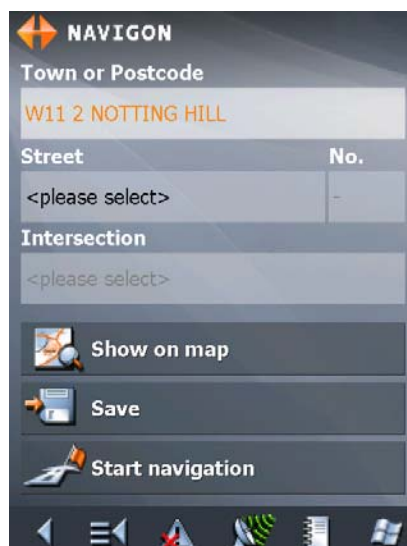 NAVIGON
Town or Postcode
W11 2 NOTTING HILL
Street No.
<please select> -
Intersection
<please select>
Show on map
Save
Start navigation